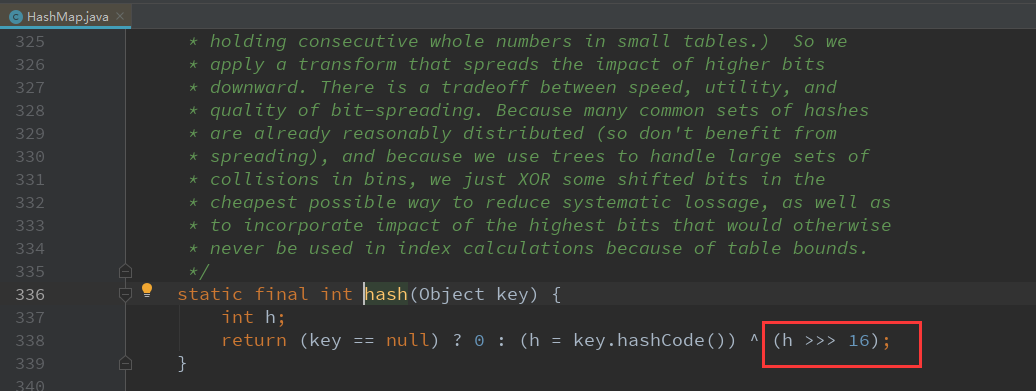 HashMap.java
325 * holding consecutive whole numbers in small tables.)  So we
326 * apply a transform that spreads the impact of higher bits
327 * downward. There is a tradeoff between speed, utility, and
328 * quality of bit-spreading. Because many common sets of hashes
329 * are already reasonably distributed (so don't benefit from
330 * spreading), and because we use trees to handle large sets of
331 * collisions in bins, we just XOR some shifted bits in the
332 * cheapest possible way to reduce systematic lossage, as well as
333 * to incorporate impact of the highest bits that would otherwise
334 * never be used in index calculations because of table bounds.
335 */
336 static final int hash(Object key) {
337 int h;
338 return (key == null) ? 0 : (h = key.hashCode()) ^ (h >>> 16);
339 }
340